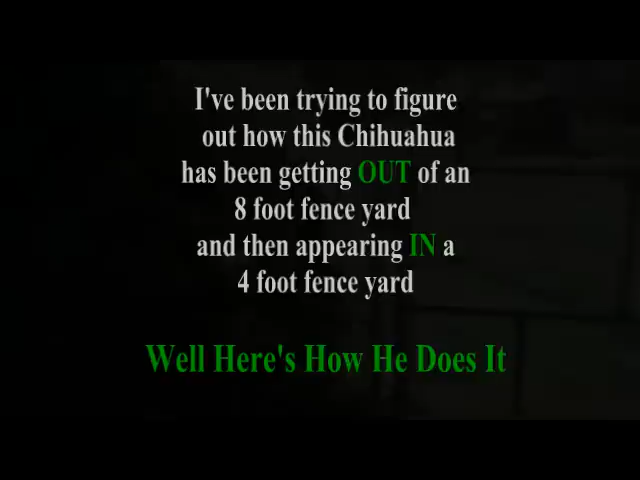 I've been trying to figure
out how this Chihuahua
has been getting OUT of an
8 foot fence yard
and then appearing IN a
4 foot fence yard
Well Here's How He Does It